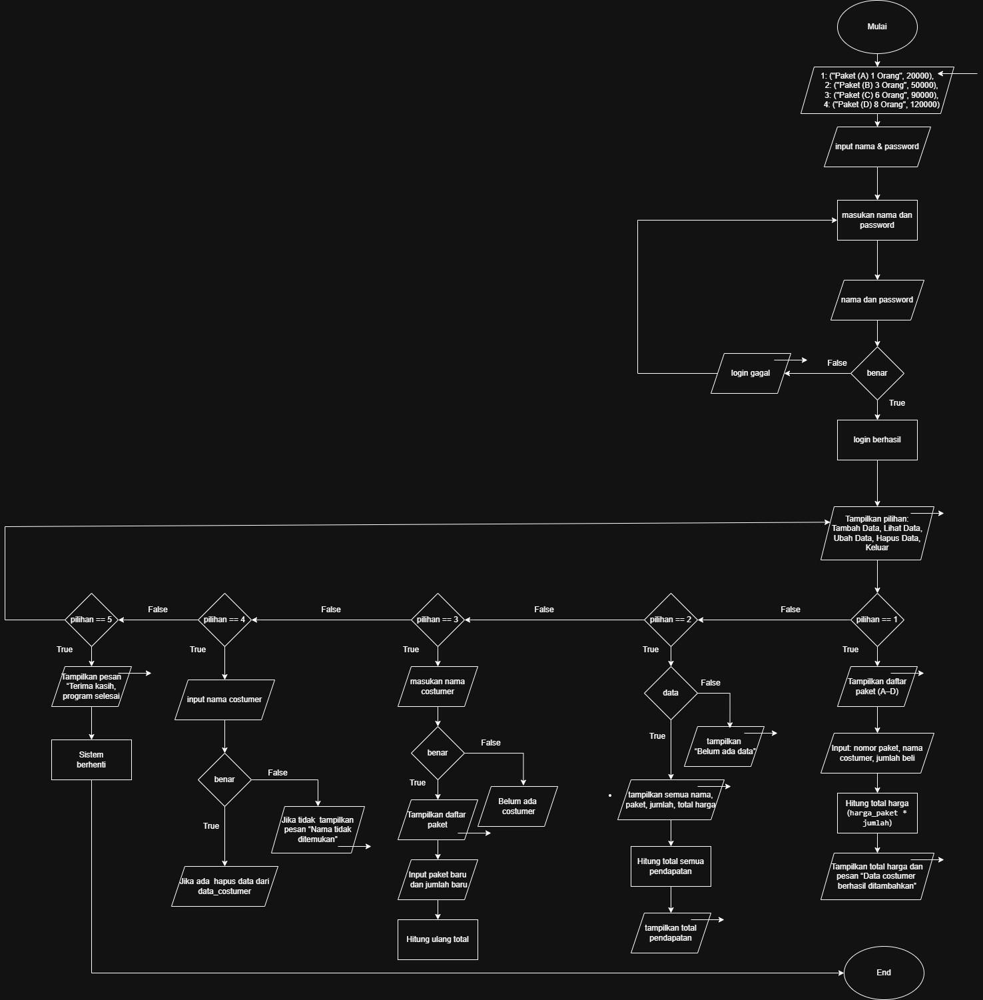 Mulai
1: ("Paket (A) 1 Orang", 20000),
2: ("Paket (B) 3 Orang", 50000),
3: ("Paket (C) 6 Orang", 90000),
4: ("Paket (D) 8 Orang", 120000)
input nama & password
masukan nama dan
password
nama dan password
benar
False
login gagal
True
login berhasil
Tampilkan pilihan:
Tambah Data, Lihat Data,
Ubah Data, Hapus Data,
Keluar
pilihan == 5
False
pilihan == 4
False
pilihan == 3
False
pilihan == 2
False
pilihan == 1
True
Tampilkan pesan
“Terima kasih,
program selesai
Sistem
berhenti
True
input nama costumer
benar
False
Jika tidak  tampilkan
pesan “Nama tidak
ditemukan”
True
Jika ada  hapus data dari
data_costumer
True
masukan nama
costumer
benar
False
Belum ada
costumer
True
Tampilkan daftar
paket
Input paket baru
dan jumlah baru
Hitung ulang total
True
data
False
tampilkan
“Belum ada data”
True
• tampilkan semua nama,
paket, jumlah, total harga
Hitung total semua
pendapatan
tampilkan total
pendapatan
True
Tampilkan daftar
paket (A–D)
Input: nomor paket, nama
costumer, jumlah beli
Hitung total harga
(harga_paket *
jumlah)
Tampilkan total harga dan
pesan “Data costumer
berhasil ditambahkan”
End